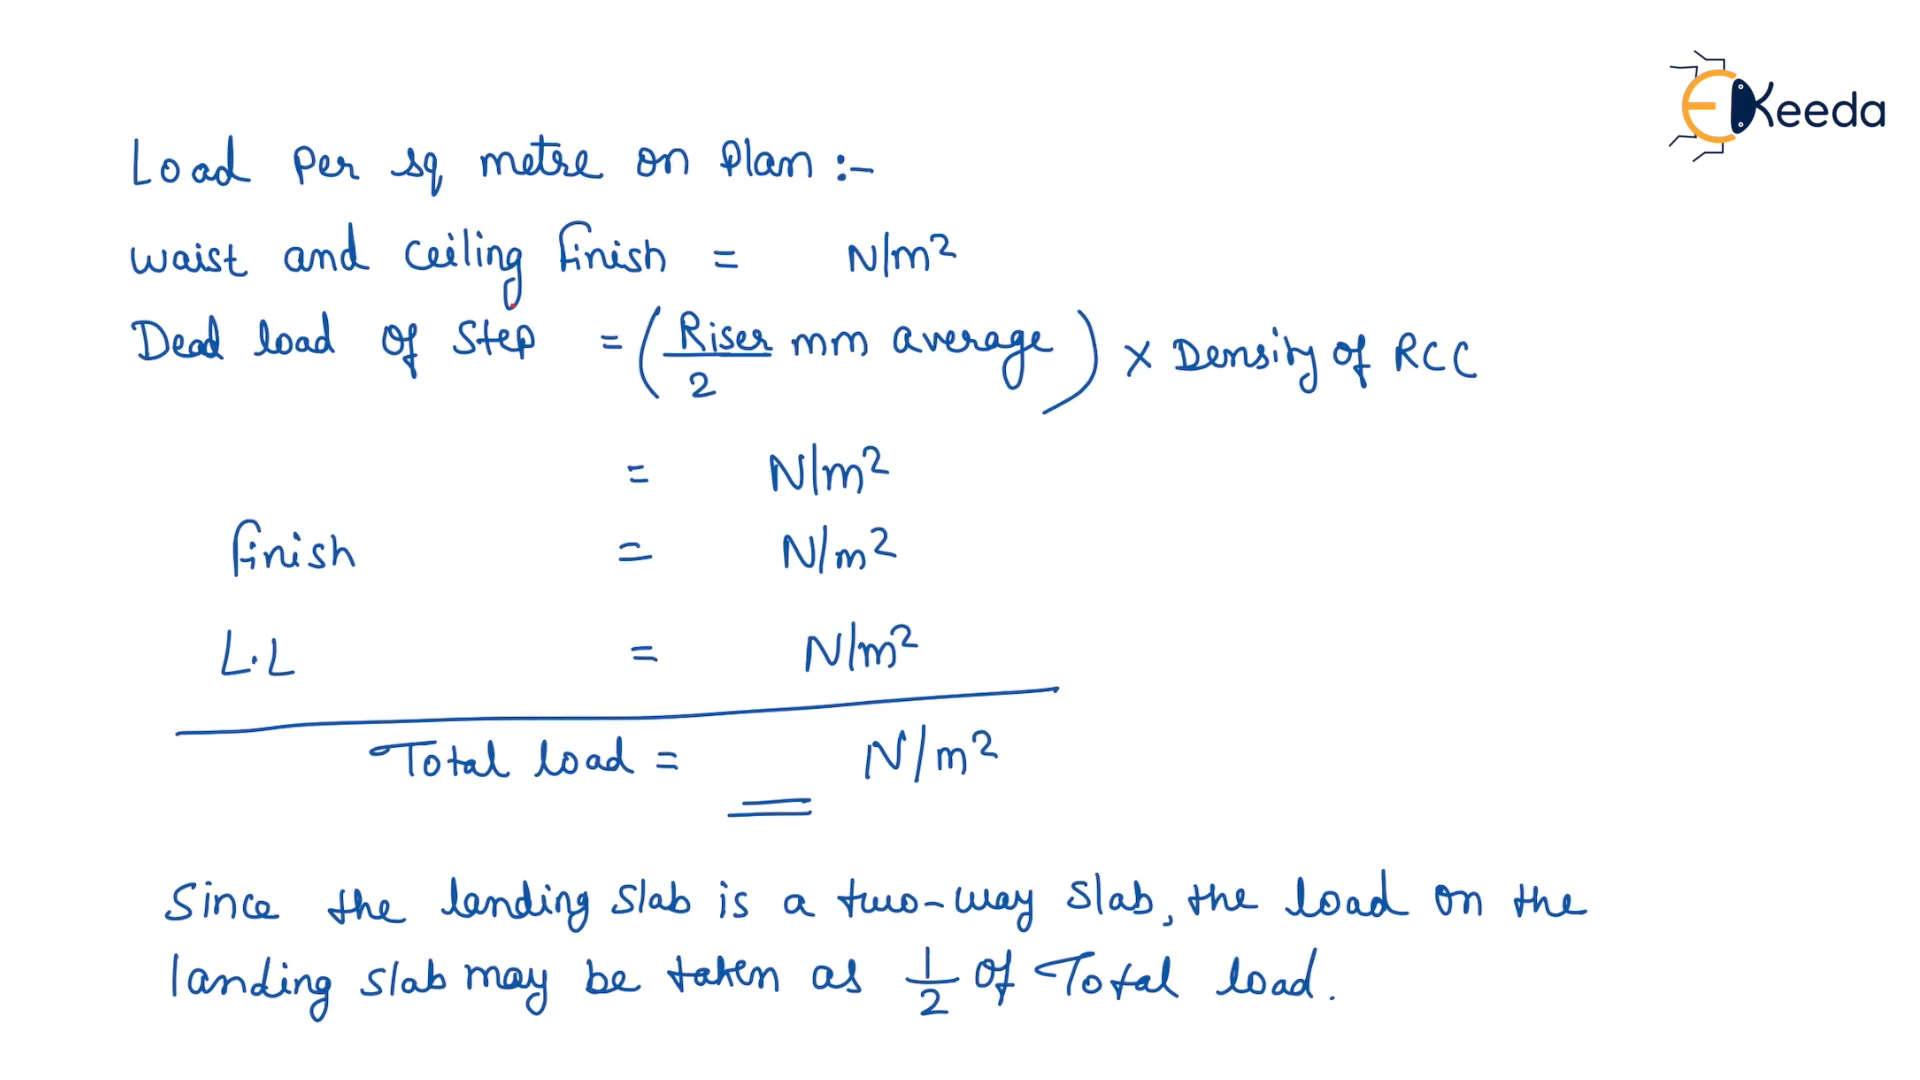 EKeeda
Load Per sq metre on Plan :-
waist and ceiling finish = N/m²
Dead load of step = (Riser/2 mm average) × Density of RCC
= N/m²
finish = N/m²
L.L = N/m²
Total load = N/m²
Since the landing slab is a two-way slab, the load on the
landing slab may be taken as 1/2 of Total load.